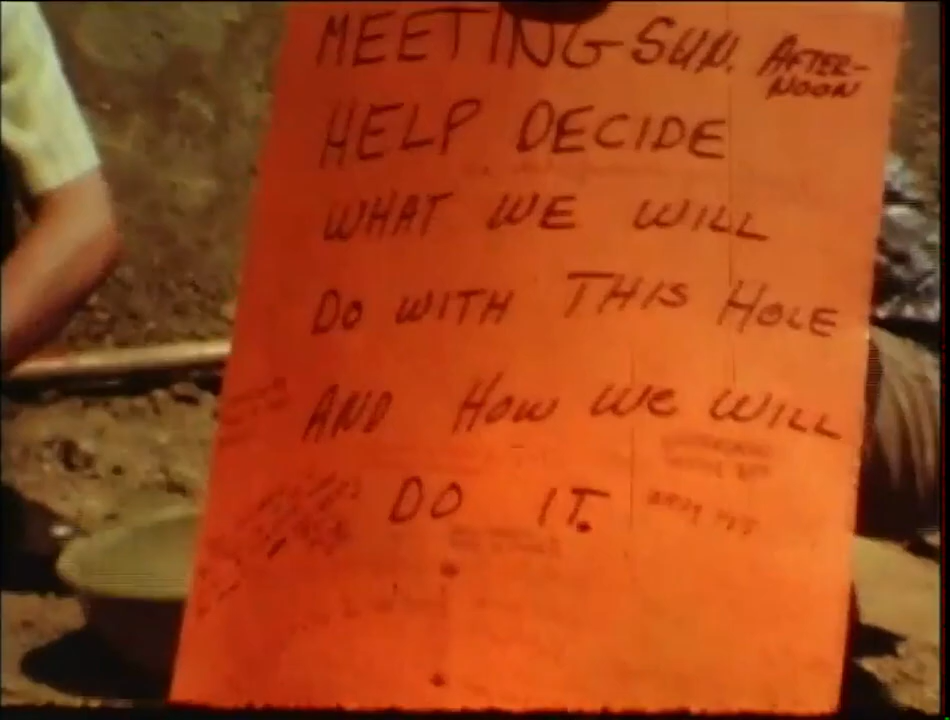 MEETING SUN. AFTER-
NOON
HELP DECIDE
WHAT WE WILL
DO WITH THIS HOLE
AND HOW WE WILL
DO IT.